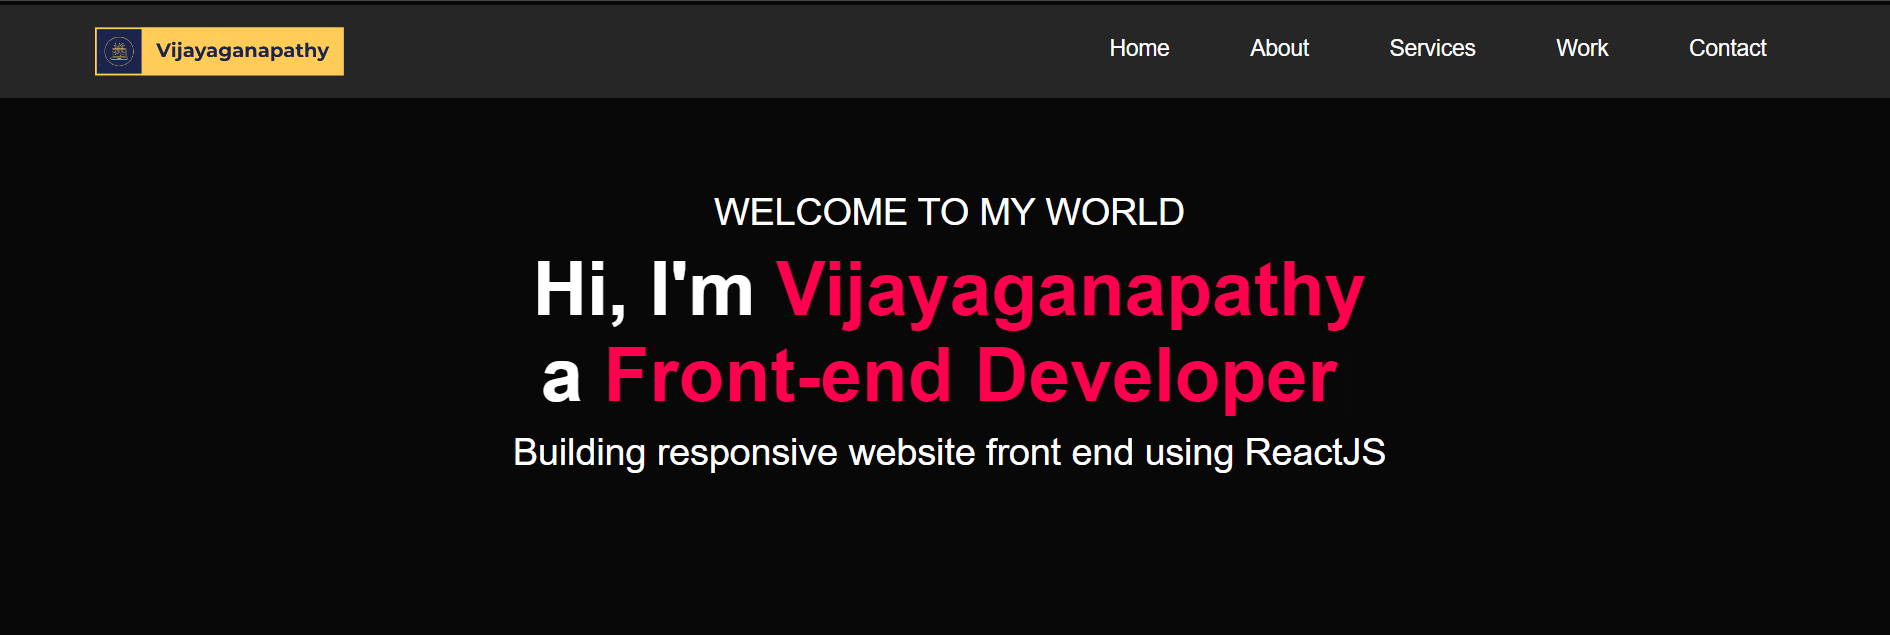 Vijayaganapathy
Home About Services Work Contact
WELCOME TO MY WORLD
Hi, I'm Vijayaganapathy
a Front-end Developer
Building responsive website front end using ReactJS